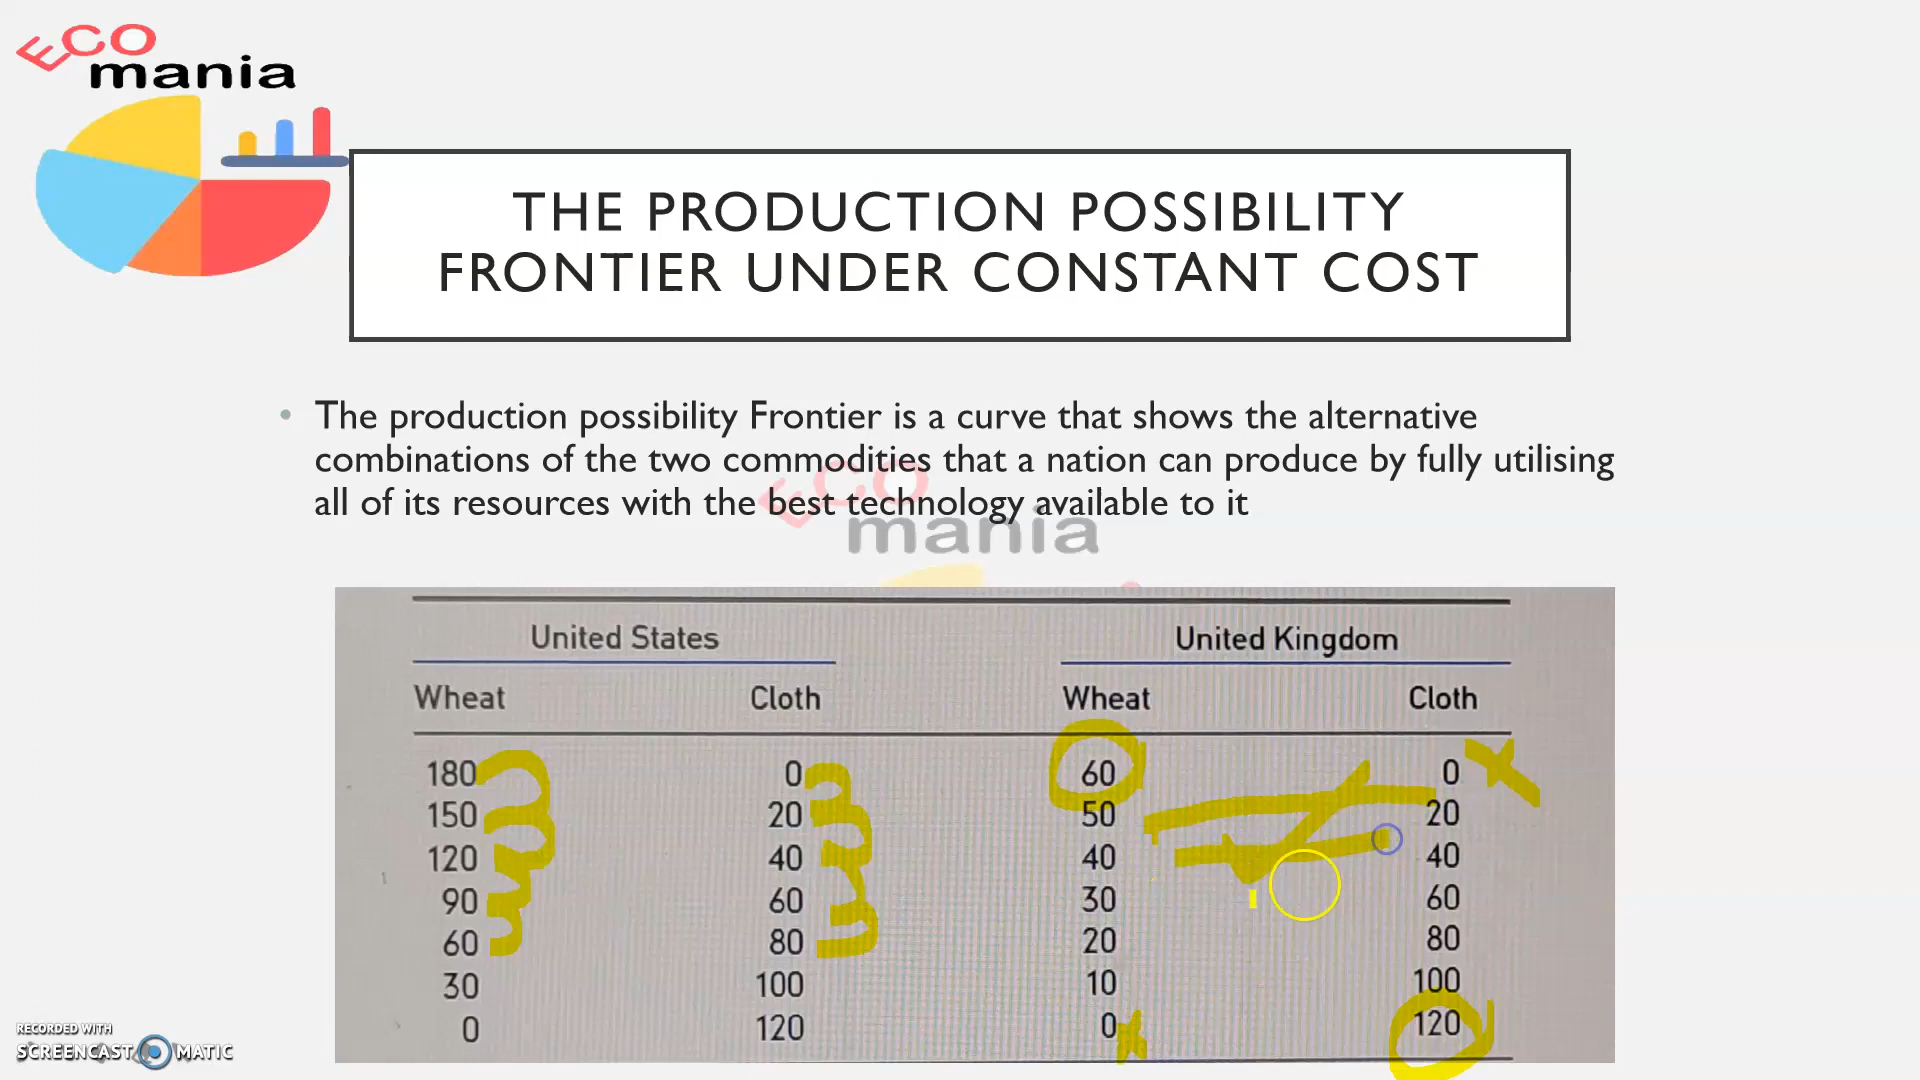 ECO
mania
THE PRODUCTION POSSIBILITY
FRONTIER UNDER CONSTANT COST
• The production possibility Frontier is a curve that shows the alternative
combinations of the two commodities that a nation can produce by fully utilising
all of its resources with the best technology available to it
ECO
mania
United States United Kingdom
Wheat Cloth Wheat Cloth
180 0 60 0
150 20 50 20
120 40 40 40
90 60 30 60
60 80 20 80
30 100 10 100
0 120 0 120
RECORDED WITH
SCREENCAST MATIC